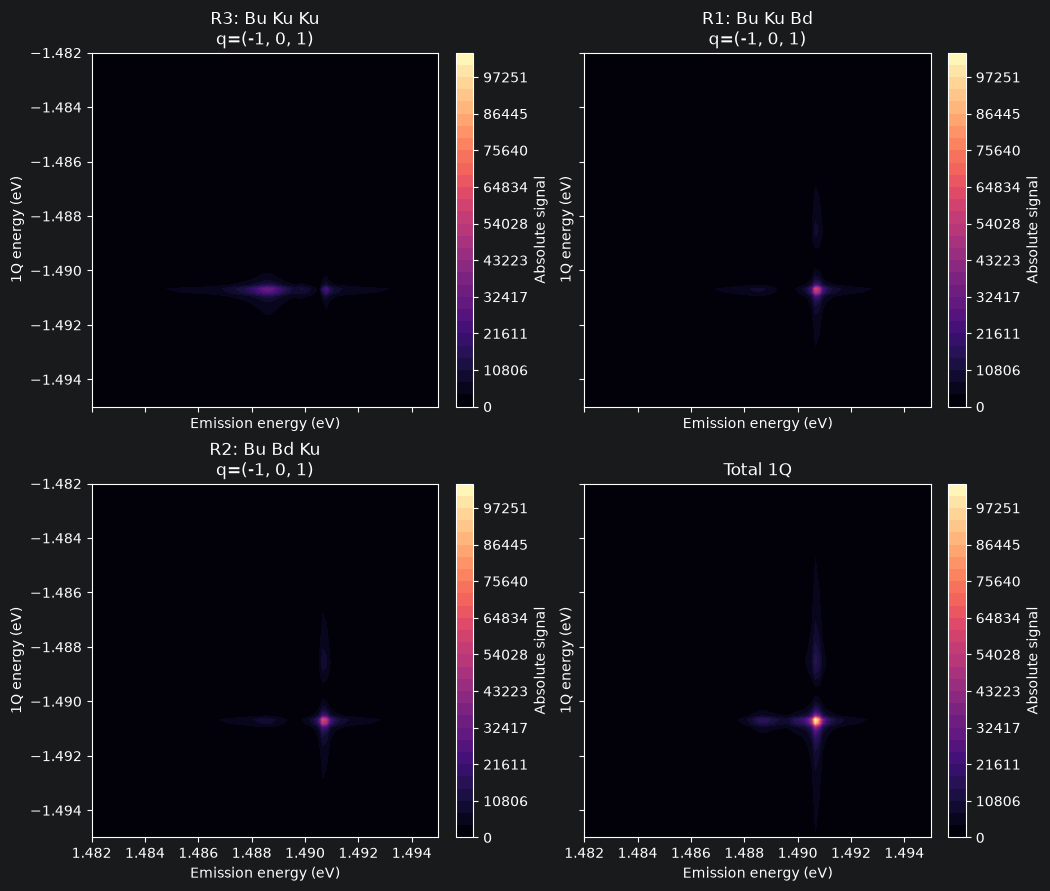 R3: Bu Ku Ku
q=(-1, 0, 1)
−1.482
−1.484
−1.486
−1.488
−1.490
−1.492
−1.494
1Q energy (eV)
Emission energy (eV)
97251
86445
75640
64834
54028
43223
32417
21611
10806
0
Absolute signal
R1: Bu Ku Bd
q=(-1, 0, 1)
1Q energy (eV)
Emission energy (eV)
97251
86445
75640
64834
54028
43223
32417
21611
10806
0
Absolute signal
R2: Bu Bd Ku
q=(-1, 0, 1)
−1.482
−1.484
−1.486
−1.488
−1.490
−1.492
−1.494
1Q energy (eV)
1.482 1.484 1.486 1.488 1.490 1.492 1.494
Emission energy (eV)
97251
86445
75640
64834
54028
43223
32417
21611
10806
0
Absolute signal
Total 1Q
1Q energy (eV)
1.482 1.484 1.486 1.488 1.490 1.492 1.494
Emission energy (eV)
97251
86445
75640
64834
54028
43223
32417
21611
10806
0
Absolute signal